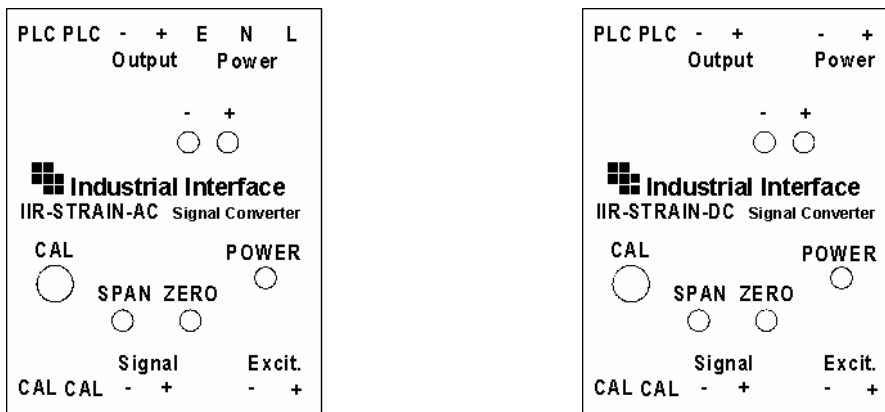 PLC PLC - + E N L
Output Power
- +
Industrial Interface
IIR-STRAIN-AC Signal Converter
CAL
POWER
SPAN ZERO
Signal Excit.
CAL CAL - + - +
PLC PLC - + - +
Output Power
- +
Industrial Interface
IIR-STRAIN-DC Signal Converter
CAL
POWER
SPAN ZERO
Signal Excit.
CAL CAL - + - +